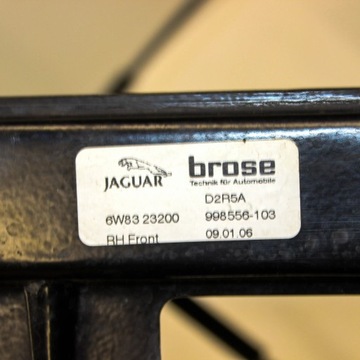 JAGUAR brose
Technik für Automobile
D2R5A
6W83 23200 998556-103
RH Front 09.01.06